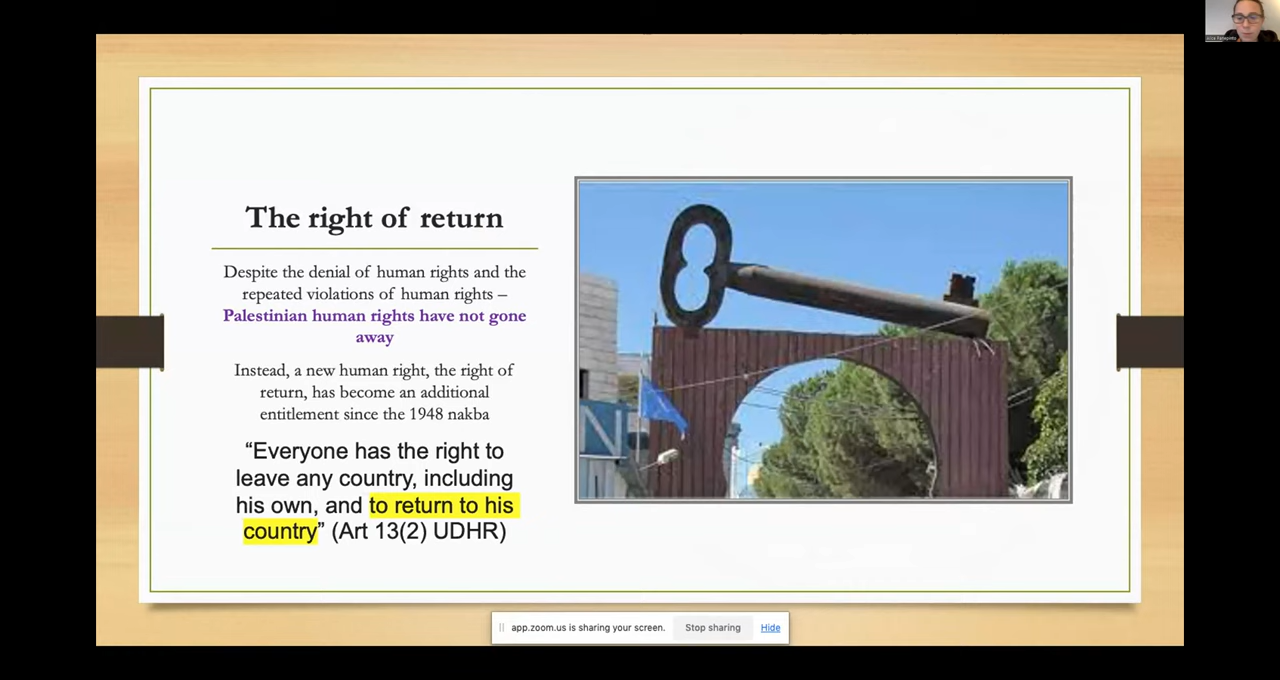 The right of return
Despite the denial of human rights and the
repeated violations of human rights –
Palestinian human rights have not gone
away
Instead, a new human right, the right of
return, has become an additional
entitlement since the 1948 nakba
“Everyone has the right to
leave any country, including
his own, and to return to his
country” (Art 13(2) UDHR)
app.zoom.us is sharing your screen. Stop sharing Hide